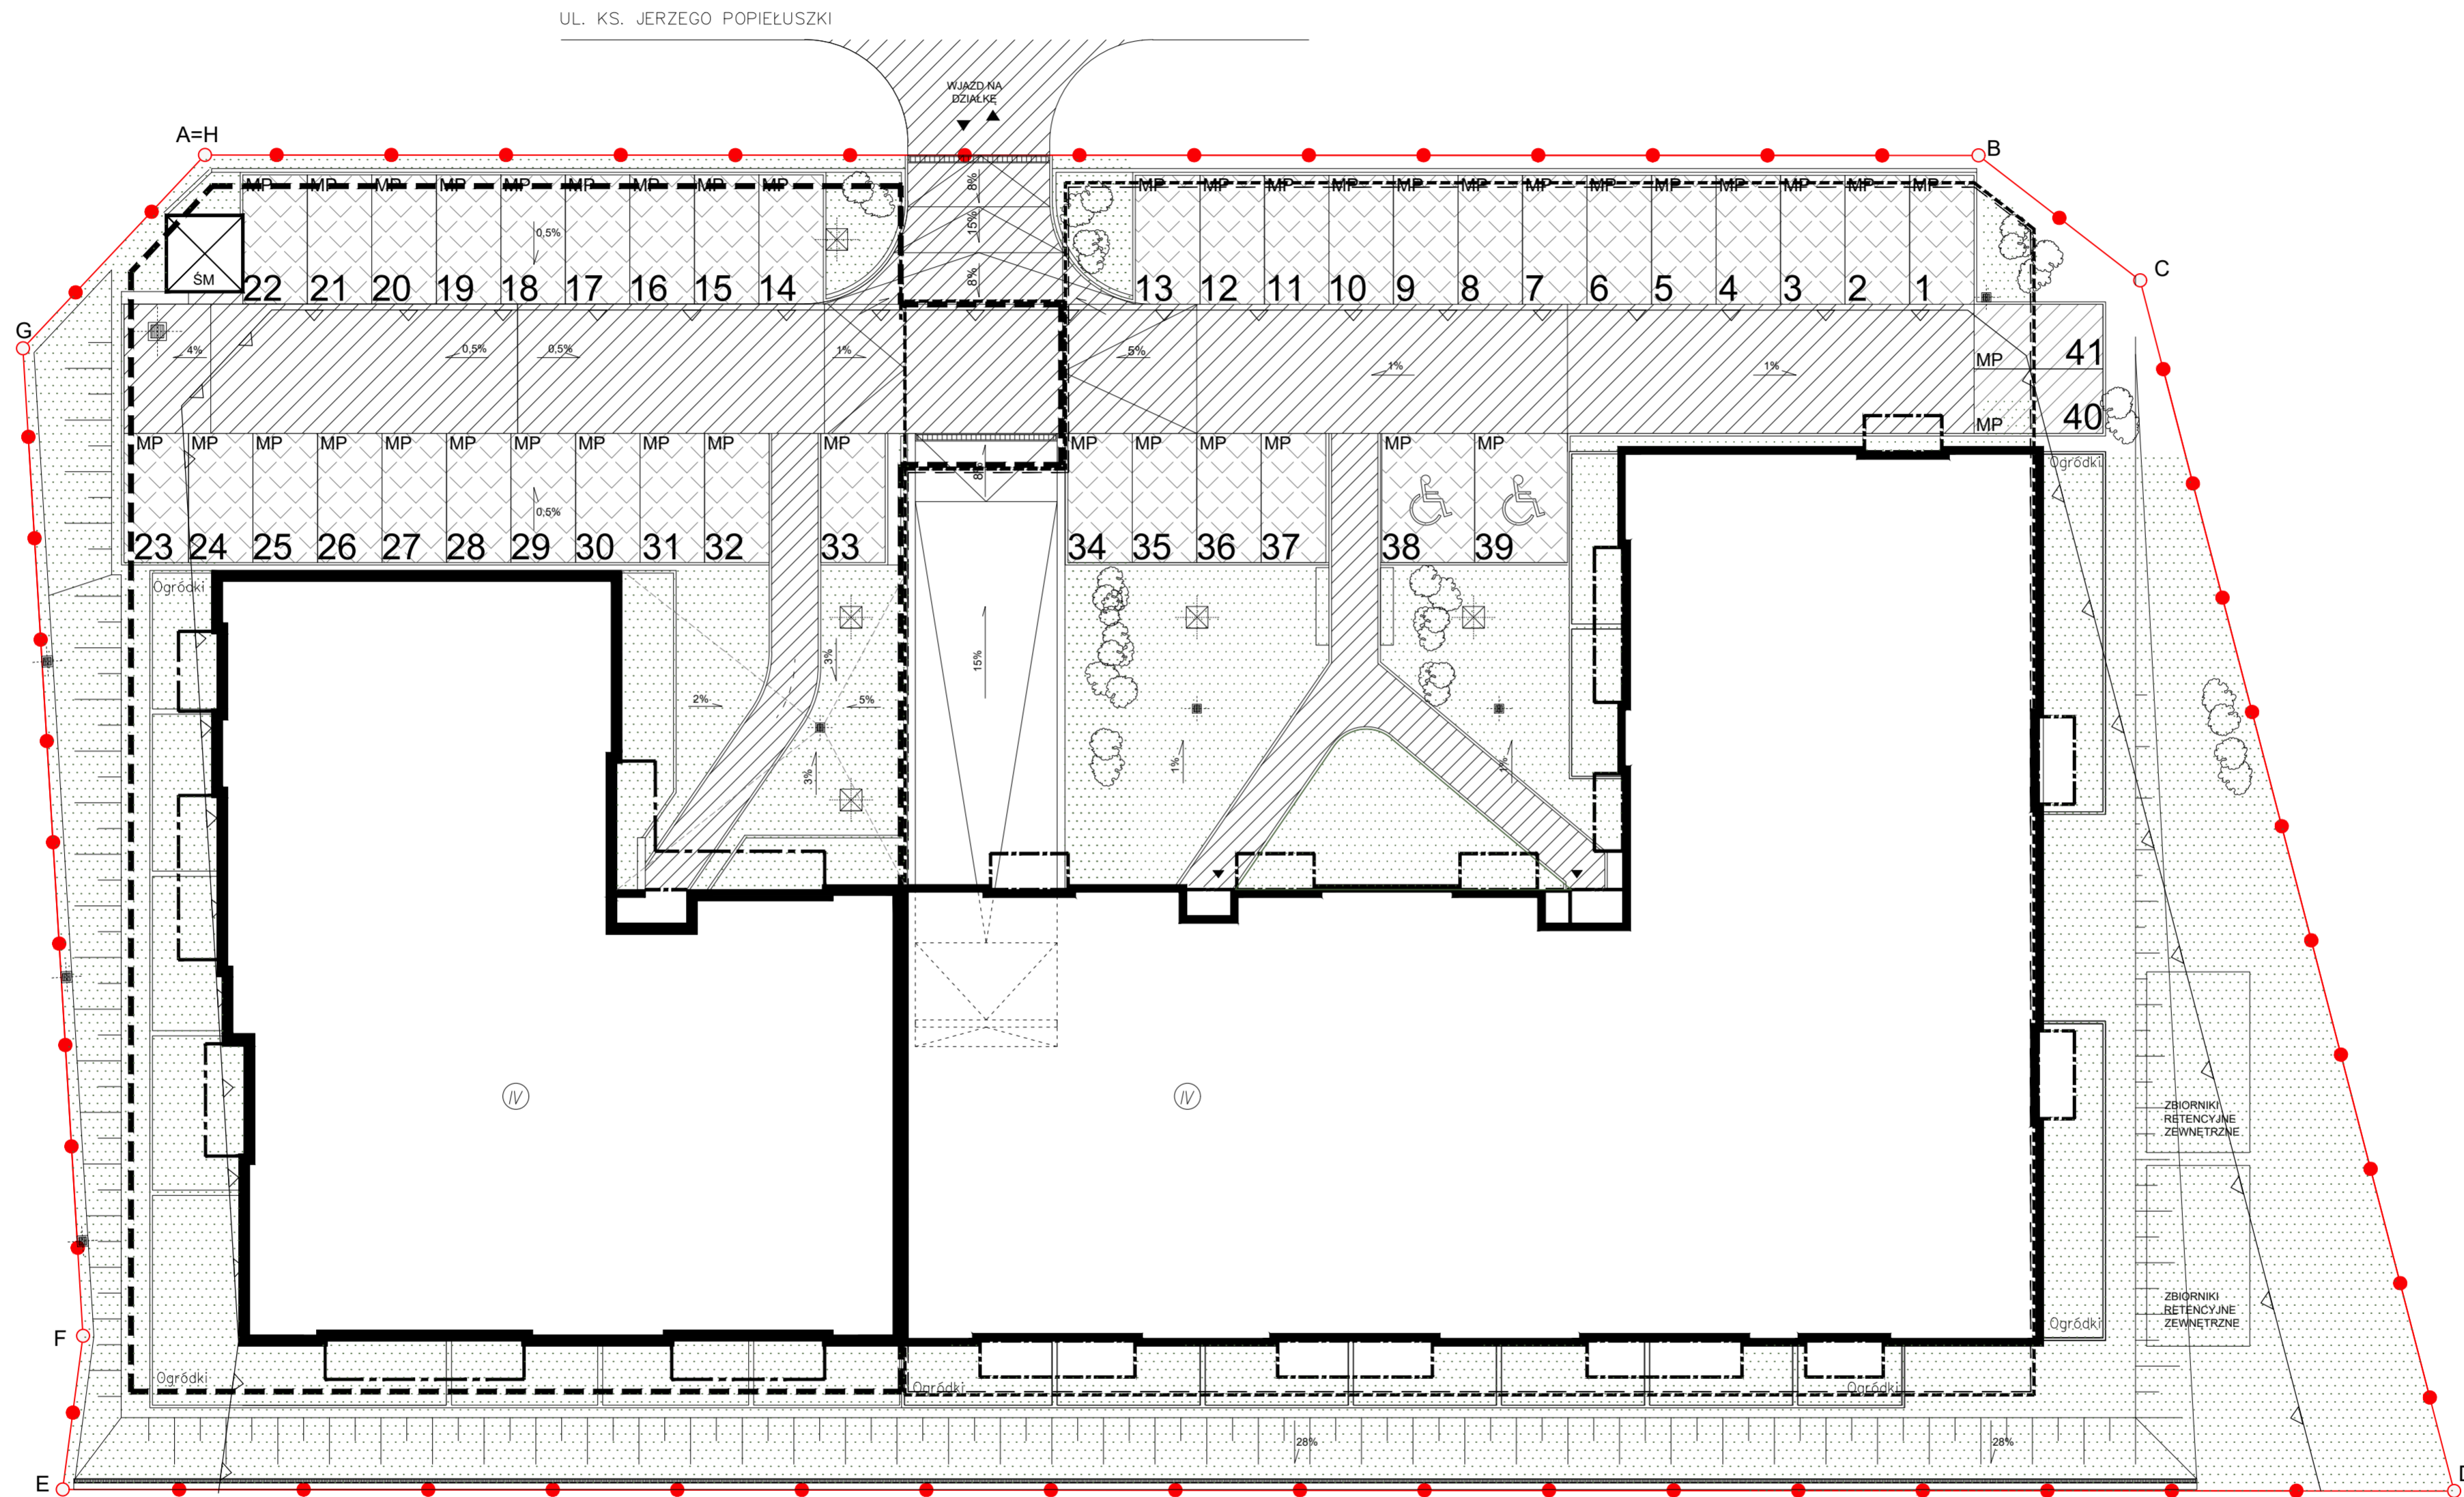 UL. KS. JERZEGO POPIEŁUSZKI
WJAZD NA
DZIAŁKĘ
A=H
B
C
G
8%
15%
8%
MP MP MP MP MP MP MP MP MP
MP MP MP MP MP MP MP MP MP MP MP MP MP
0,5%
ŚM
22 21 20 19 18 17 16 15 14
13 12 11 10 9 8 7 6 5 4 3 2 1
4%
0,5%
0,5%
1%
5%
1%
1%
MP 41
MP 40
MP MP MP MP MP MP MP MP MP MP MP
MP MP MP MP MP MP
8%
0,5%
23 24 25 26 27 28 29 30 31 32 33
34 35 36 37 38 39
Ogródki
Ogródki
3%
15%
2%
5%
3%
1%
1%
IV
IV
ZBIORNIKI
RETENCYJNE
ZEWNĘTRZNE
ZBIORNIKI
RETENCYJNE
ZEWNĘTRZNE
Ogródki
F
Ogródki
Ogródki
Ogródki
28%
28%
E
D